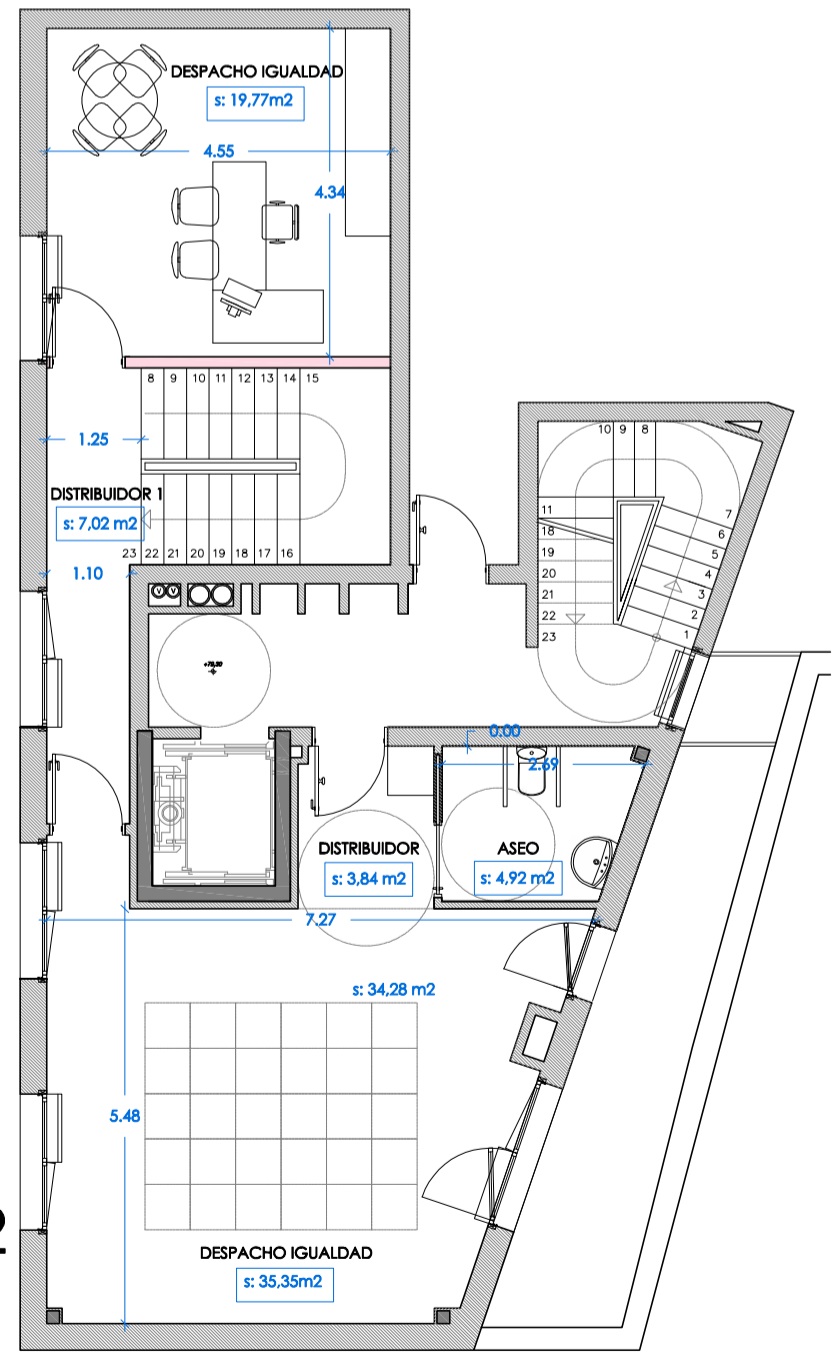 DESPACHO IGUALDAD
s: 19,77m2
4.55
4.34
8 9 10 11 12 13 14 15
1.25
DISTRIBUIDOR 1
s: 7,02 m2
23 22 21 20 19 18 17 16
1.10
10 9 8
11
18
19
20
21
22
23
7
6
5
4
3
2
1
V V
0.00
2.69
DISTRIBUIDOR
s: 3,84 m2
ASEO
s: 4,92 m2
7.27
s: 34,28 m2
5.48
2
DESPACHO IGUALDAD
s: 35,35m2